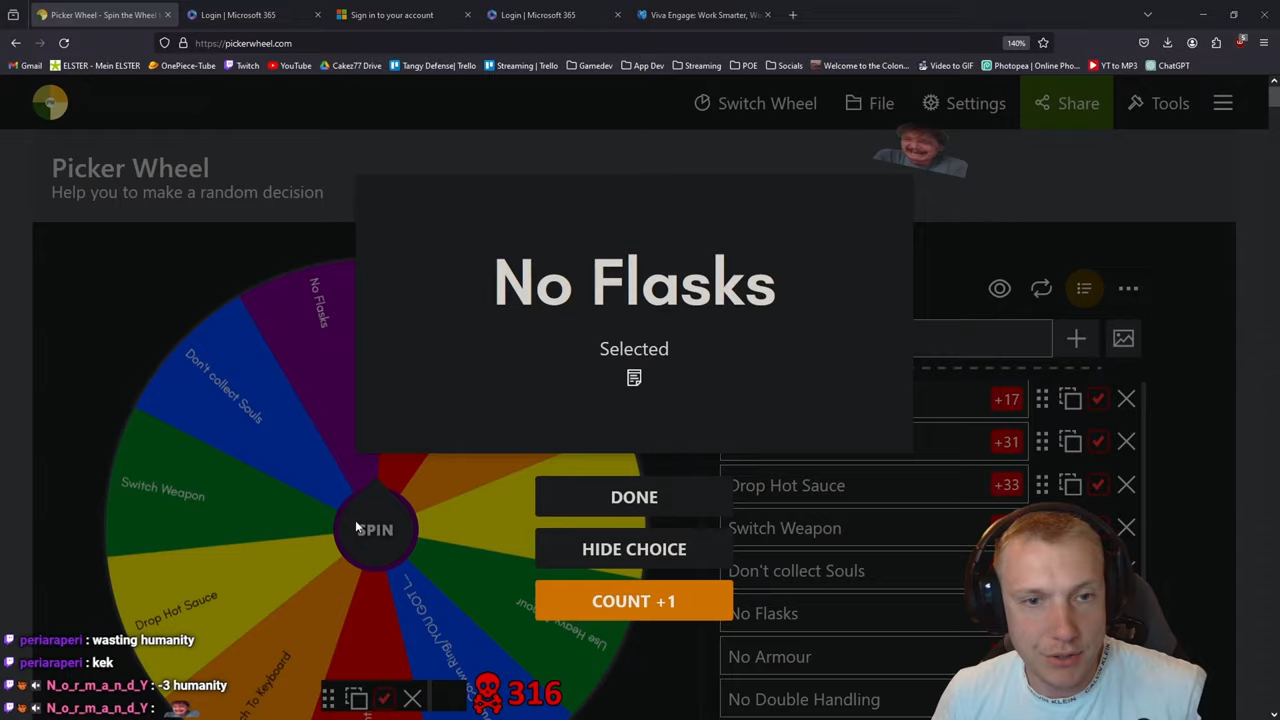 Picker Wheel - Spin the Wheel
Login | Microsoft 365
Sign in to your account
Login | Microsoft 365
Viva Engage: Work Smarter, W
https://pickerwheel.com
140%
5
Gmail
ELSTER - Mein ELSTER
OnePiece-Tube
Twitch
YouTube
Cakez77 Drive
Tangy Defense| Trello
Streaming | Trello
Gamedev
App Dev
Streaming
POE
Socials
Welcome to the Colon...
Video to GIF
Photopea | Online Pho...
YT to MP3
ChatGPT
PW
Switch Wheel
File
Settings
Share
Tools
Picker Wheel
Help you to make a random decision
No Flasks
Selected
DONE
HIDE CHOICE
COUNT +1
No Flasks
Don't collect Souls
Switch Weapon
Drop Hot Sauce
SPIN
+17
+31
Drop Hot Sauce
+33
Switch Weapon
Don't collect Souls
No Flasks
No Armour
No Double Handling
periaraperi : wasting humanity
periaraperi : kek
N_o_r_m_a_n_d_Y : -3 humanity
N_o_r_m_a_n_d_Y :
316
KLEIN